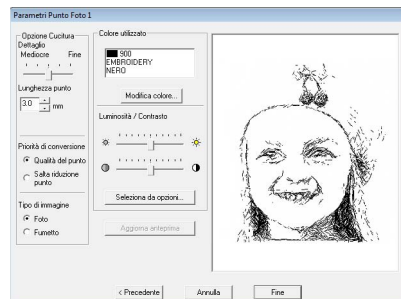 Parametri Punto Foto 1
Opzione Cucitura
Dettaglio
Mediocre Fine
Lunghezza punto
3.0 mm
Priorità di conversione
Qualità del punto
Salta riduzione
punto
Tipo di immagine
Foto
Fumetto
Colore utilizzato
900
EMBROIDERY
NERO
Modifica colore...
Luminosità / Contrasto
Seleziona da opzioni...
Aggiorna anteprima
< Precedente
Annulla
Fine